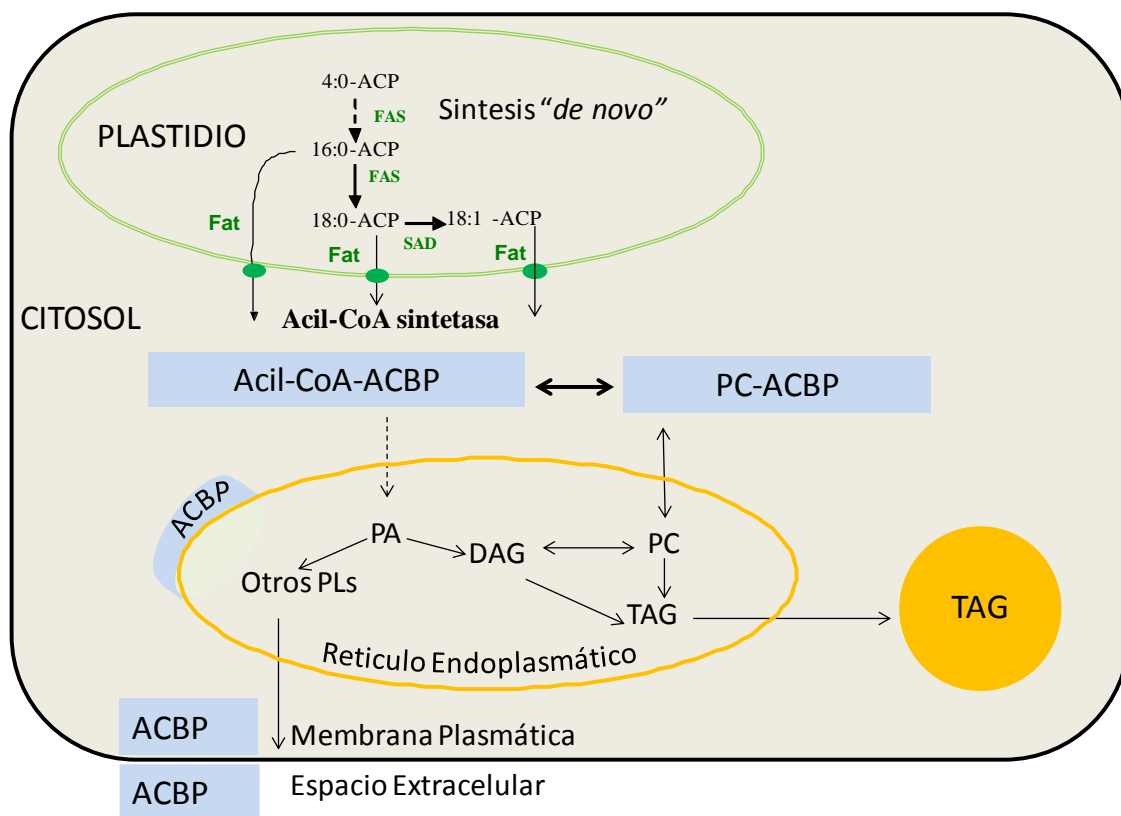 4:0-ACP
FAS
Sintesis “de novo”
PLASTIDIO
16:0-ACP
FAS
18:0-ACP
18:1 -ACP
SAD
Fat
Fat
Fat
CITOSOL
Acil-CoA sintetasa
Acil-CoA-ACBP
PC-ACBP
ACBP
PA
DAG
PC
Otros PLs
TAG
TAG
Reticulo Endoplasmático
ACBP
Membrana Plasmática
ACBP
Espacio Extracelular